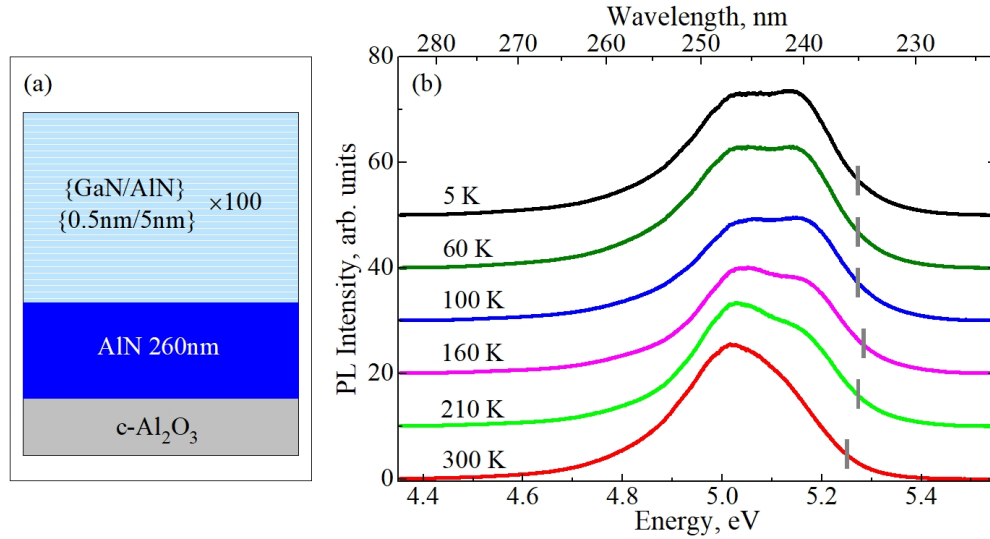 (a)
{GaN/AlN}
{0.5nm/5nm}
×100
AlN 260nm
c-Al₂O₃
Wavelength, nm
280 270 260 250 240 230
(b)
PL Intensity, arb. units
80
60
40
20
0
5 K
60 K
100 K
160 K
210 K
300 K
4.4 4.6 4.8 5.0 5.2 5.4
Energy, eV